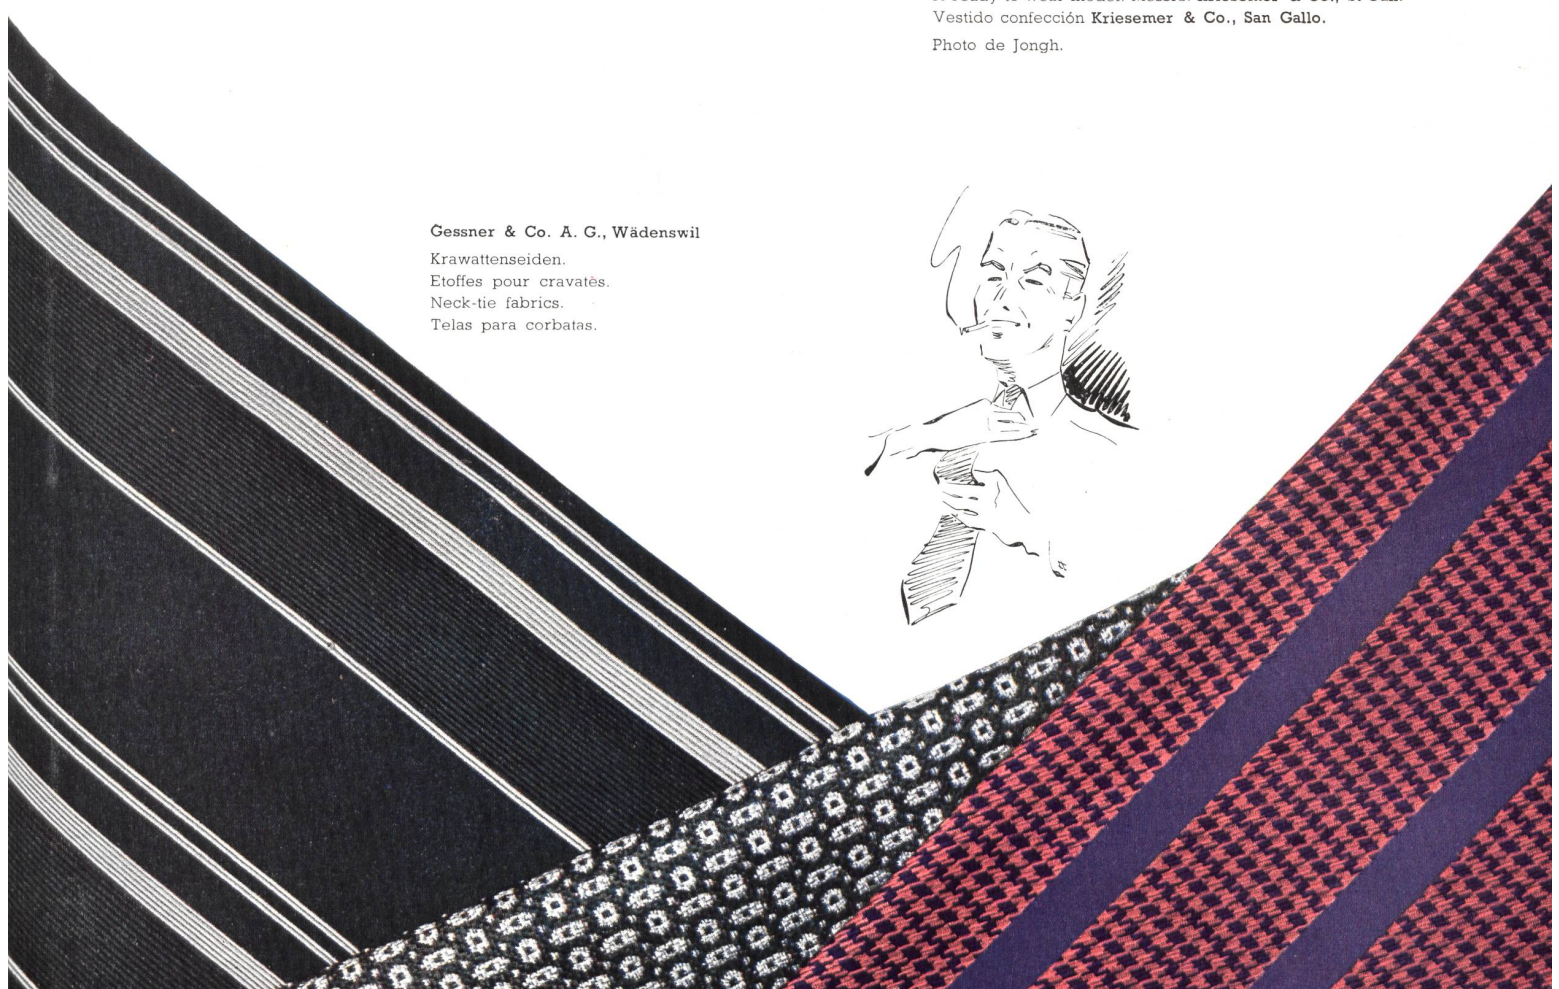 Vestido confección Kriesemer & Co., San Gallo.
Photo de Jongh.
Gessner & Co. A. G., Wädenswil
Krawattenseiden.
Etoffes pour cravates.
Neck-tie fabrics.
Telas para corbatas.